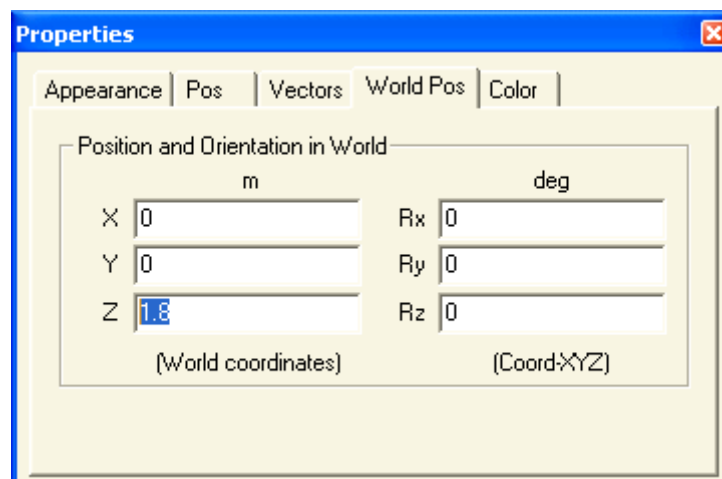 Properties
Appearance Pos Vectors World Pos Color
Position and Orientation in World
m deg
X 0 Rx 0
Y 0 Ry 0
Z 1.8 Rz 0
(World coordinates) (Coord-XYZ)